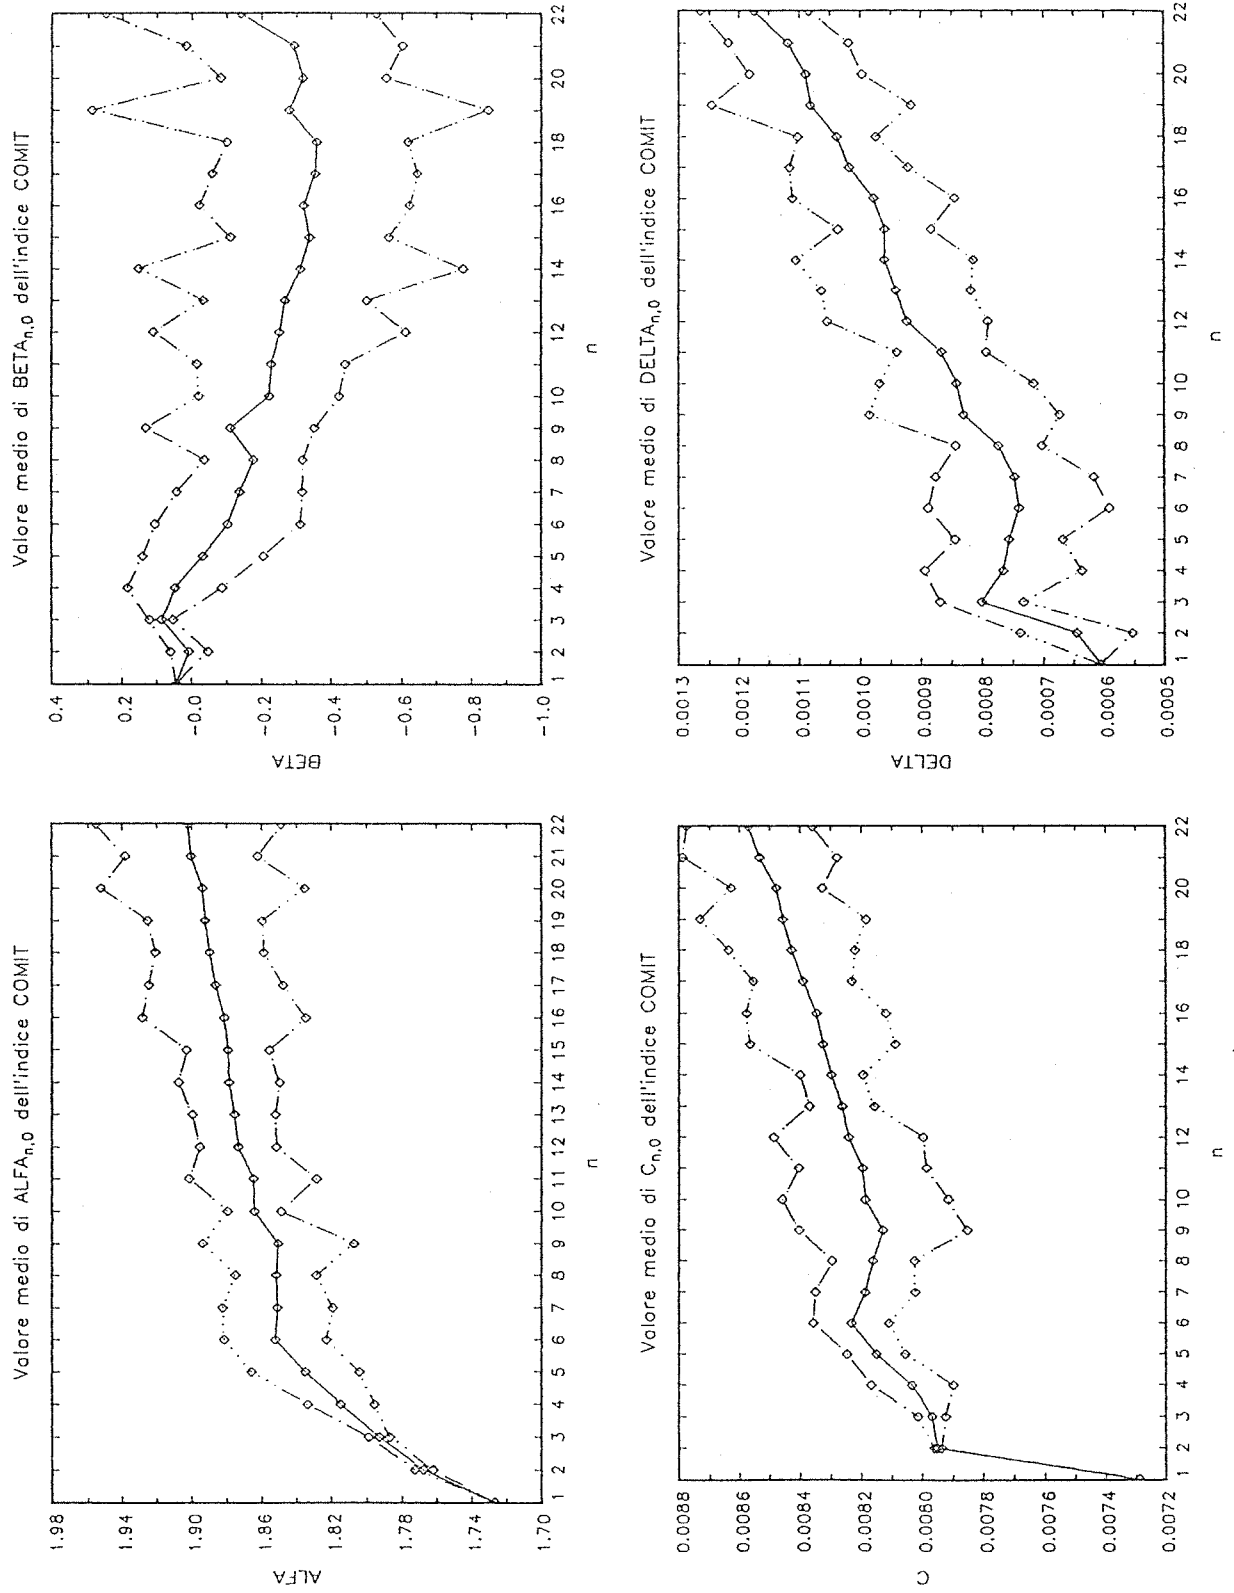 Valore medio di ALFAn,0 dell'indice COMIT
ALFA
1.98
1.94
1.90
1.86
1.82
1.78
1.74
1.70
1 2 3 4 5 6 7 8 9 10 11 12 13 14 15 16 17 18 19 20 21 22
n
Valore medio di BETAn,0 dell'indice COMIT
BETA
0.4
0.2
-0.0
-0.2
-0.4
-0.6
-0.8
-1.0
1 2 3 4 5 6 7 8 9 10 11 12 14 16 18 20 22
n
Valore medio di Cn,0 dell'indice COMIT
C
0.0088
0.0086
0.0084
0.0082
0.0080
0.0078
0.0076
0.0074
0.0072
1 2 3 4 5 6 7 8 9 10 11 12 14 16 18 20 22
n
Valore medio di DELTAn,0 dell'indice COMIT
DELTA
0.0013
0.0012
0.0011
0.0010
0.0009
0.0008
0.0007
0.0006
0.0005
1 2 3 4 5 6 7 8 9 10 11 12 14 16 18 20 22
n